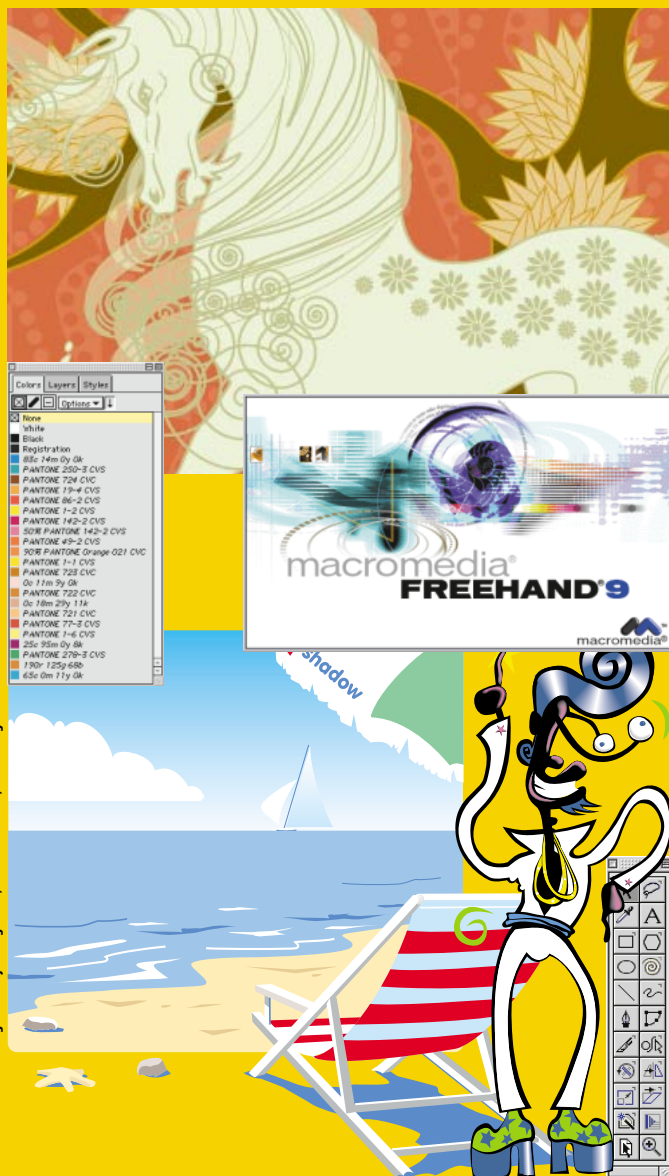 Colors Layers Styles
Options
None
White
Black
Registration
83c 14m 0y 0k
PANTONE 250-3 CVS
PANTONE 724 CVC
PANTONE 19-4 CVS
PANTONE 86-2 CVS
PANTONE 1-2 CVS
PANTONE 142-2 CVS
50% PANTONE 142-2 CVS
PANTONE 49-2 CVS
90% PANTONE Orange 021 CVC
PANTONE 1-1 CVS
PANTONE 723 CVC
0c 11m 9y 0k
PANTONE 722 CVC
0c 18m 29y 11k
PANTONE 721 CVC
PANTONE 77-3 CVS
PANTONE 1-6 CVS
25c 95m 0y 8k
PANTONE 278-3 CVS
190r 125g 68b
65c 0m 11y 0k
macromedia®
FREEHAND®9
macromedia®
shadow
A